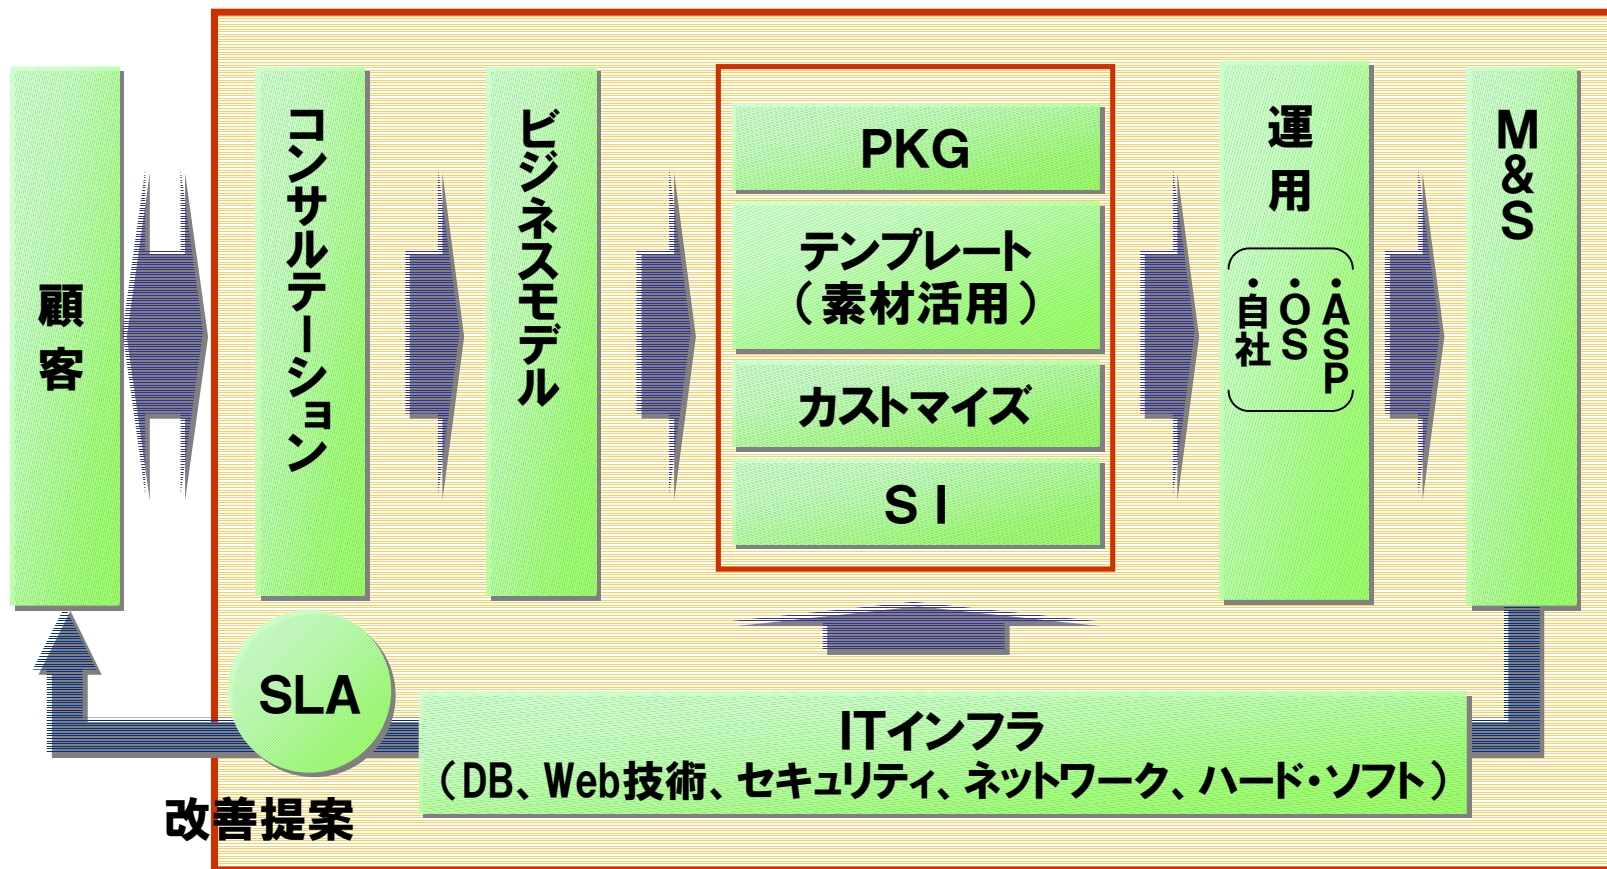 顧客
コンサルテーション
ビジネスモデル
PKG
テンプレート
（素材活用）
カストマイズ
SI
運用
・ASP
・OS
・自社
M&S
SLA
ITインフラ
（DB、Web技術、セキュリティ、ネットワーク、ハード・ソフト）
改善提案